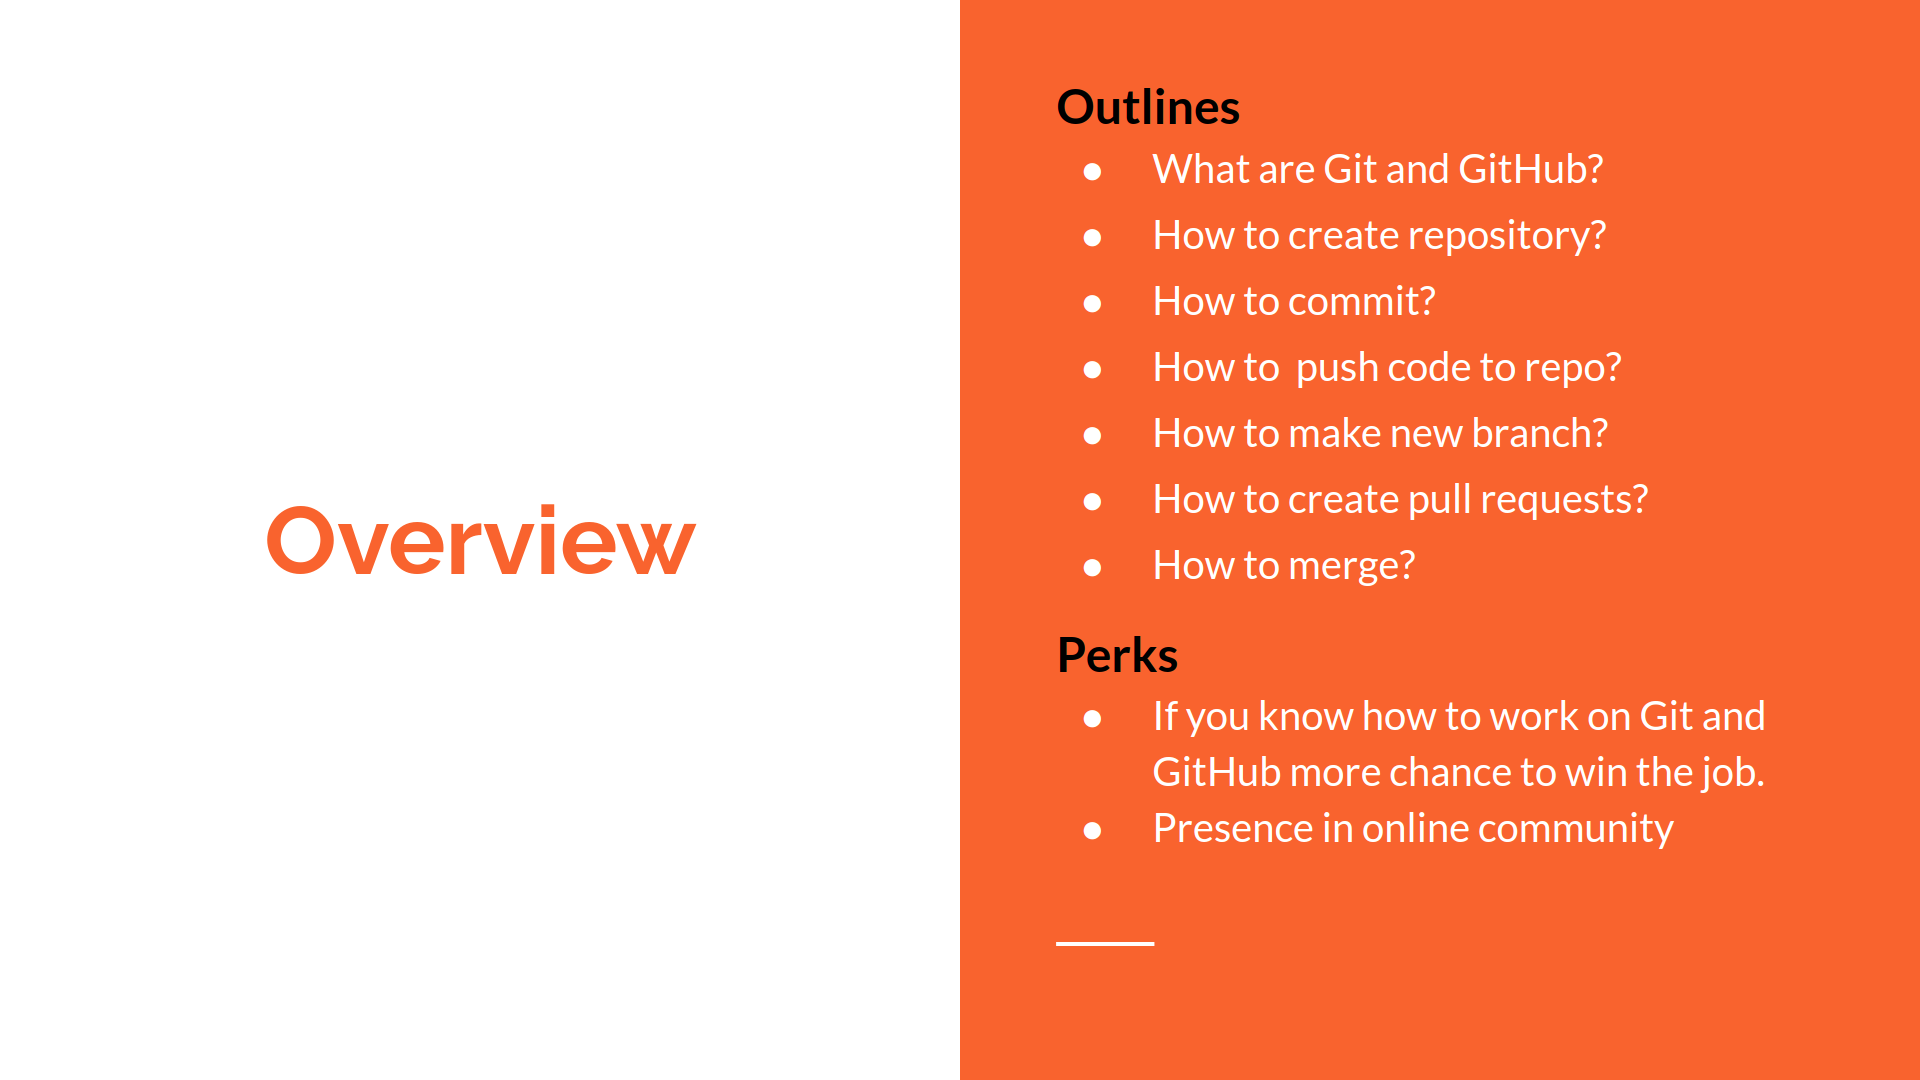 Overview
Outlines
● What are Git and GitHub?
● How to create repository?
● How to commit?
● How to  push code to repo?
● How to make new branch?
● How to create pull requests?
● How to merge?
Perks
● If you know how to work on Git and
GitHub more chance to win the job.
● Presence in online community